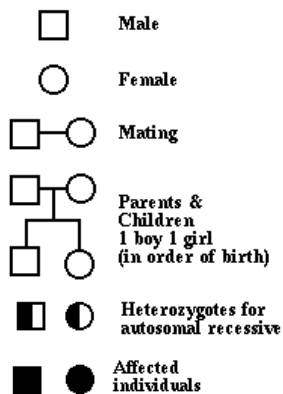 Male
Female
Mating
Parents &
Children
1 boy 1 girl
(in order of birth)
Heterozygotes for
autosomal recessive
Affected
individuals